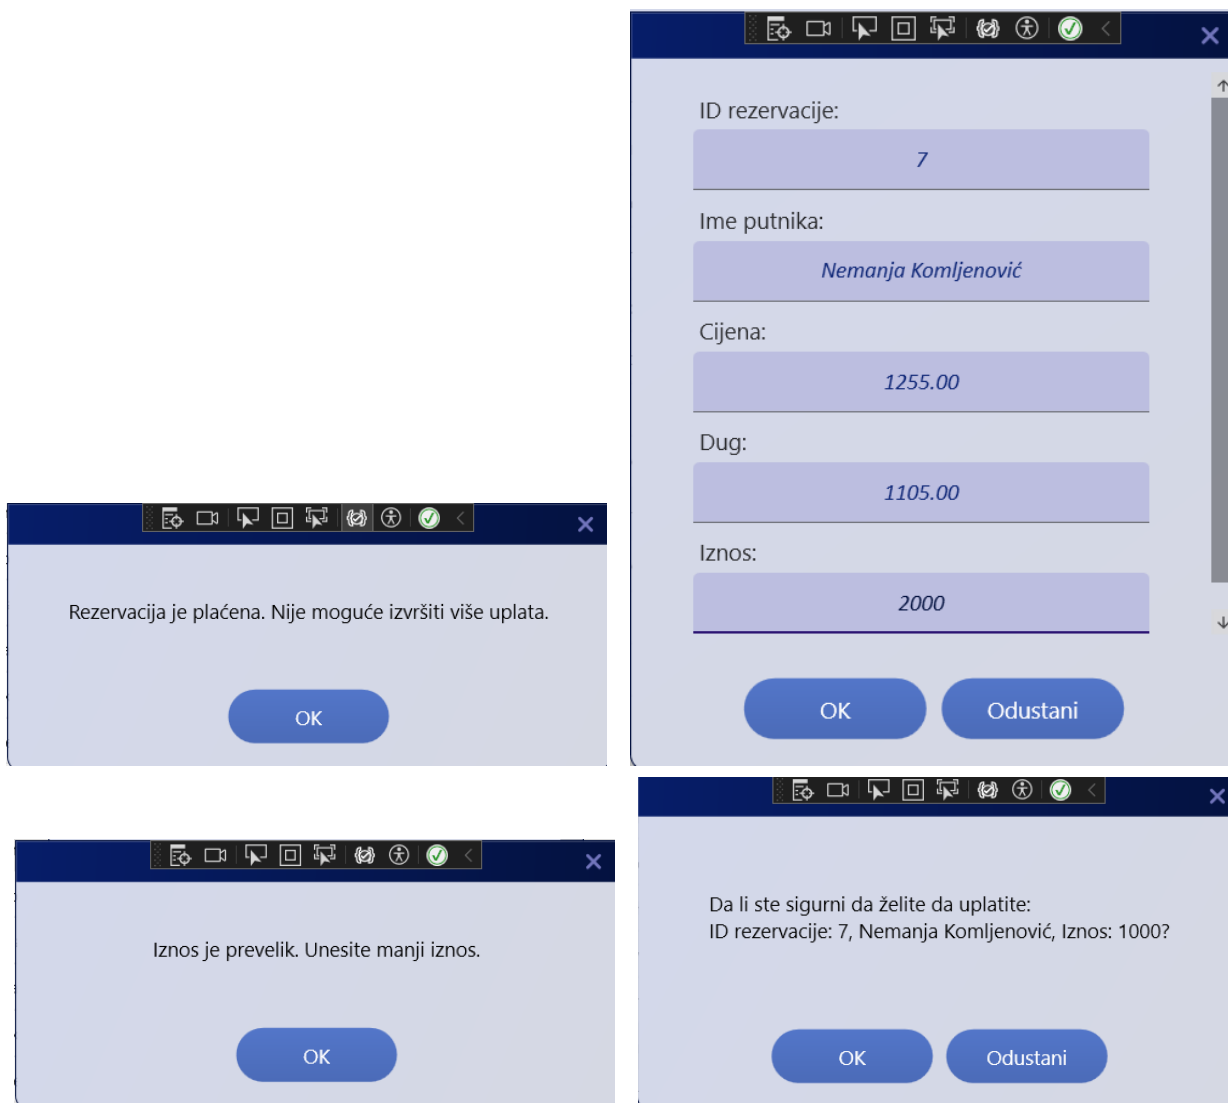 ID rezervacije:
7
Ime putnika:
Nemanja Komljenović
Cijena:
1255.00
Dug:
1105.00
Iznos:
2000
OK
Odustani
Rezervacija je plaćena. Nije moguće izvršiti više uplata.
OK
Iznos je prevelik. Unesite manji iznos.
OK
Da li ste sigurni da želite da uplatite:
ID rezervacije: 7, Nemanja Komljenović, Iznos: 1000?
OK
Odustani